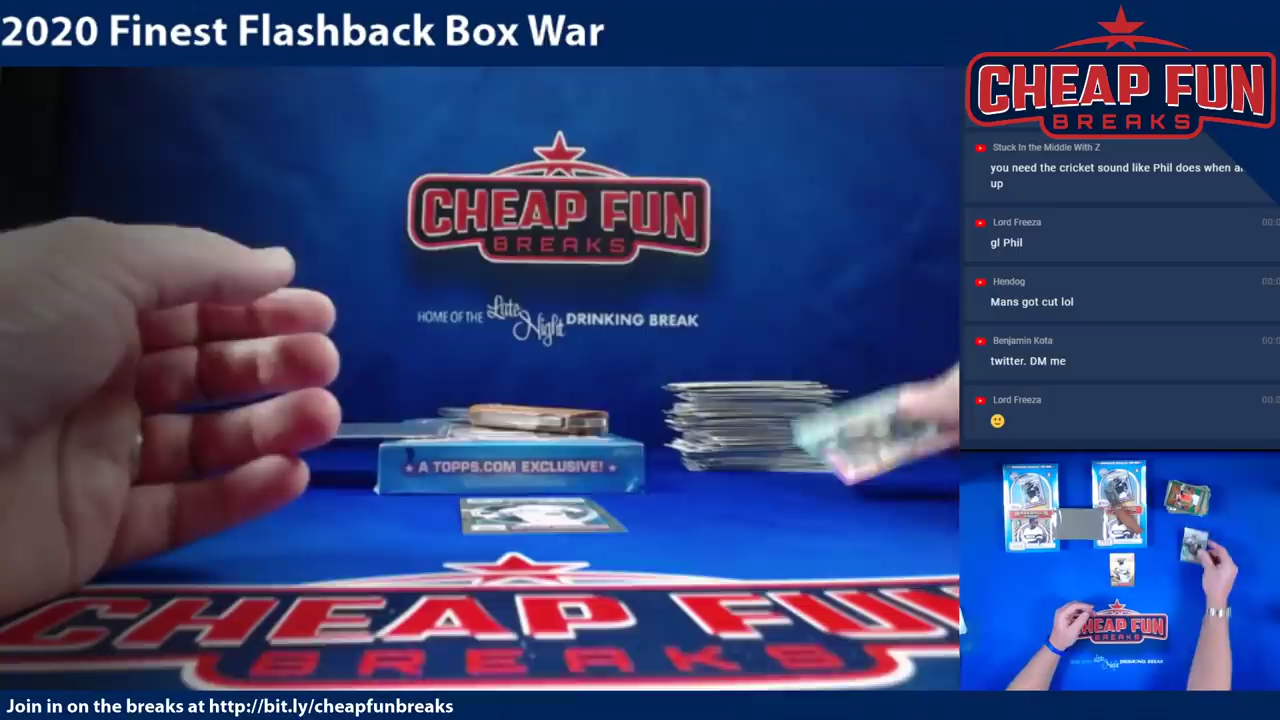 2020 Finest Flashback Box War
CHEAP FUN
BREAKS
Stuck In the Middle With Z
you need the cricket sound like Phil does when a
up
Lord Freeza
gl Phil
Hendog
Mans got cut lol
Benjamin Kota
twitter. DM me
Lord Freeza
CHEAP FUN
BREAKS
HOME OF THE Late Night DRINKING BREAK
★ A TOPPS.COM EXCLUSIVE! ★
CHEAP FUN
BREAKS
CHEAP FUN
BREAKS
DRINKING BREAK
Join in on the breaks at http://bit.ly/cheapfunbreaks